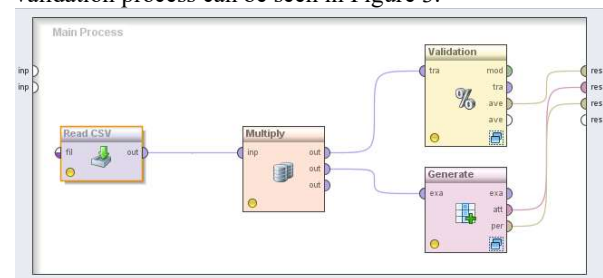 validation process can be seen in Figure 3.
Main Process
inp
inp
Read CSV
fil
out
Multiply
inp
out
out
out
Validation
tra
mod
tra
ave
ave
%
Generate
exa
exa
att
per
res
res
res
res